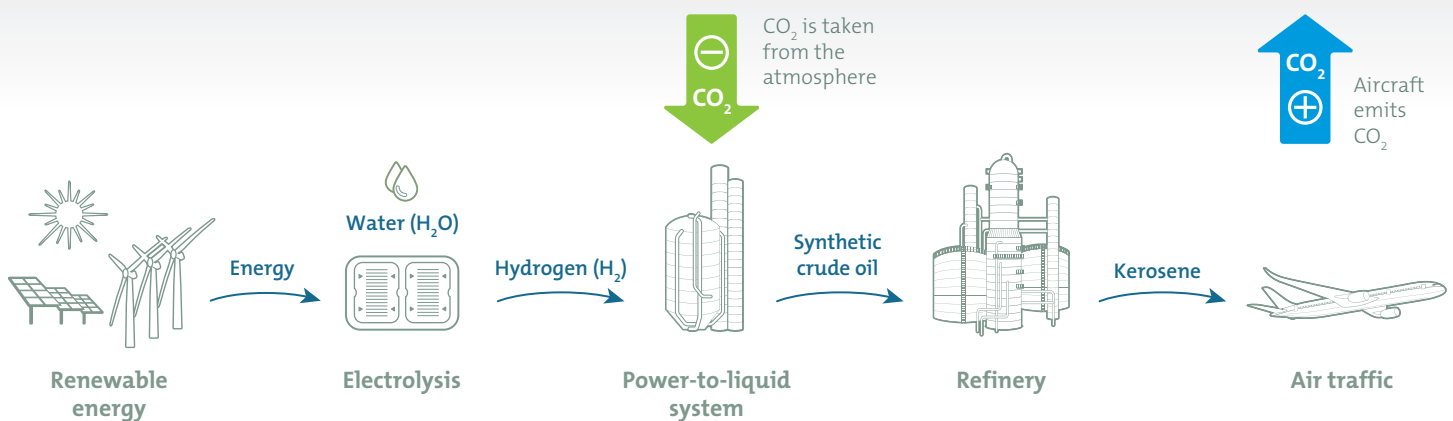 CO₂ is taken
from the
atmosphere
CO₂
CO₂
Aircraft
emits
CO₂
Water (H₂O)
Energy
Hydrogen (H₂)
Synthetic
crude oil
Kerosene
Renewable
energy
Electrolysis
Power-to-liquid
system
Refinery
Air traffic